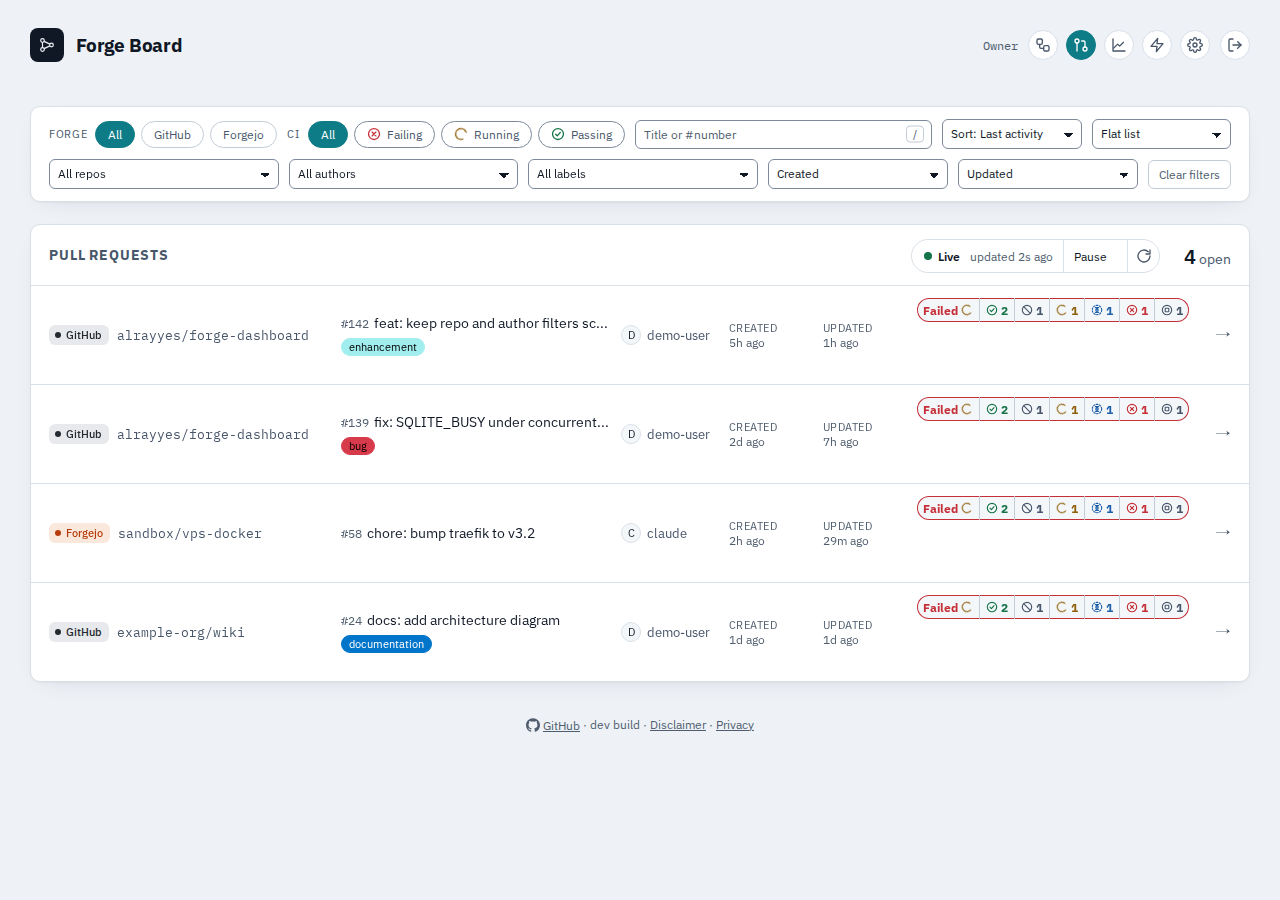 Forge Board
Owner
FORGE All GitHub Forgejo CI All Failing Running Passing Title or #number / Sort: Last activity Flat list
All repos All authors All labels Created Updated Clear filters
PULL REQUESTS Live updated 2s ago Pause 4 open
GitHub alrayyes/forge-dashboard #142 feat: keep repo and author filters sc... D demo-user CREATED 5h ago UPDATED 1h ago Failed 2 1 1 1 1 1 →
enhancement
GitHub alrayyes/forge-dashboard #139 fix: SQLITE_BUSY under concurrent... D demo-user CREATED 2d ago UPDATED 7h ago Failed 2 1 1 1 1 1 →
bug
Forgejo sandbox/vps-docker #58 chore: bump traefik to v3.2 C claude CREATED 2h ago UPDATED 29m ago Failed 2 1 1 1 1 1 →
GitHub example-org/wiki #24 docs: add architecture diagram D demo-user CREATED 1d ago UPDATED 1d ago Failed 2 1 1 1 1 1 →
documentation
GitHub · dev build · Disclaimer · Privacy